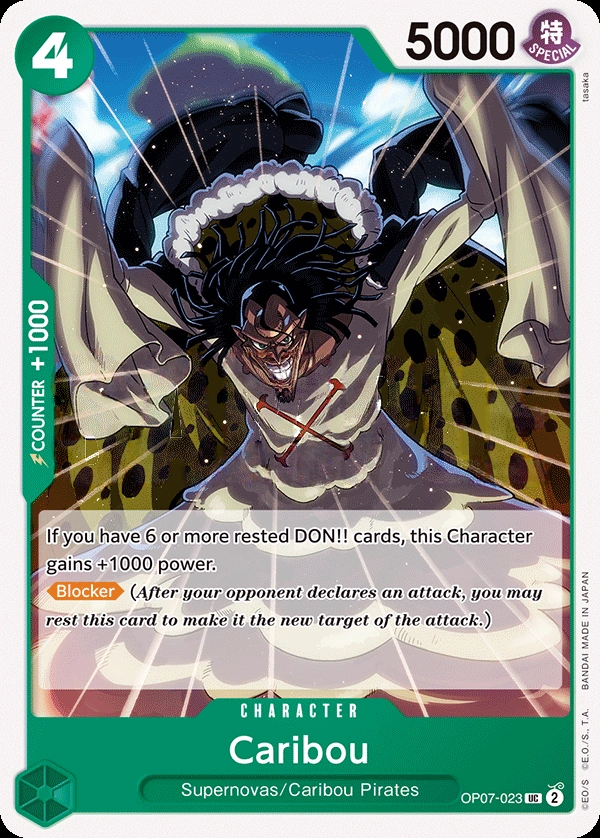 4
5000
特
SPECIAL
tasaka
COUNTER +1000
If you have 6 or more rested DON!! cards, this Character
gains +1000 power.
Blocker (After your opponent declares an attack, you may
rest this card to make it the new target of the attack.)
CHARACTER
Caribou
Supernovas/Caribou Pirates
OP07-023 UC 2
©EO/S ©E.O./S., T.A. BANDAI MADE IN JAPAN